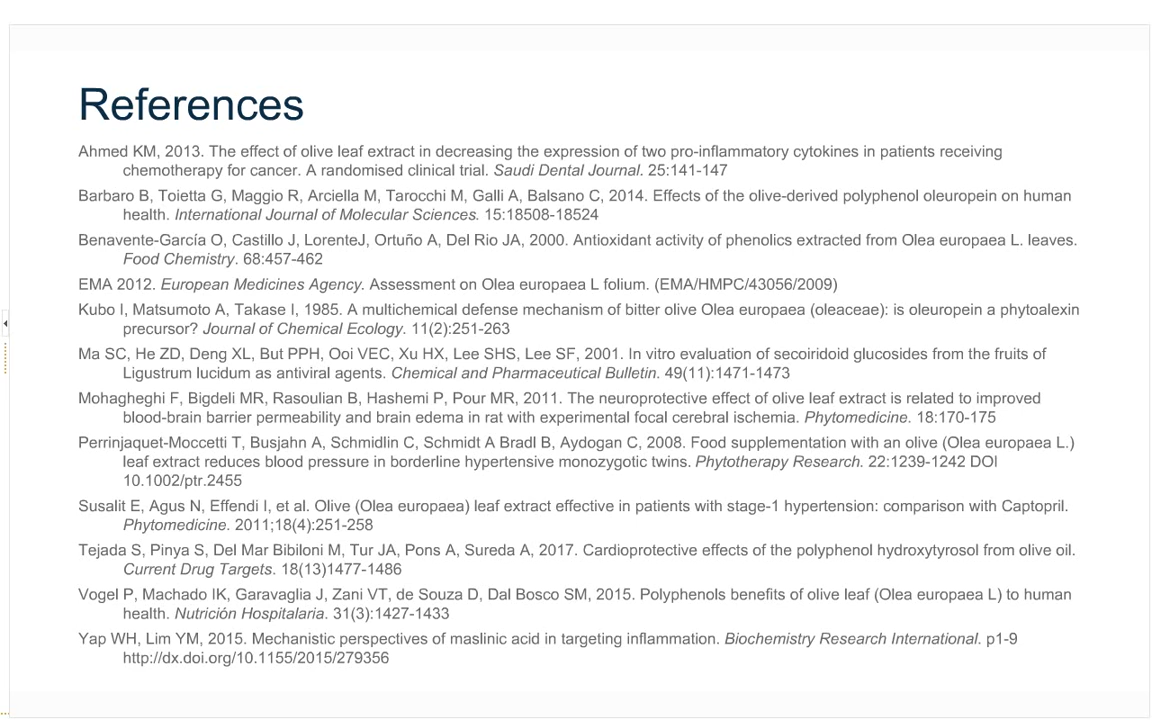 References
Ahmed KM, 2013. The effect of olive leaf extract in decreasing the expression of two pro-inflammatory cytokines in patients receiving
chemotherapy for cancer. A randomised clinical trial. Saudi Dental Journal. 25:141-147
Barbaro B, Toietta G, Maggio R, Arciella M, Tarocchi M, Galli A, Balsano C, 2014. Effects of the olive-derived polyphenol oleuropein on human
health. International Journal of Molecular Sciences. 15:18508-18524
Benavente-García O, Castillo J, LorenteJ, Ortuño A, Del Rio JA, 2000. Antioxidant activity of phenolics extracted from Olea europaea L. leaves.
Food Chemistry. 68:457-462
EMA 2012. European Medicines Agency. Assessment on Olea europaea L folium. (EMA/HMPC/43056/2009)
Kubo I, Matsumoto A, Takase I, 1985. A multichemical defense mechanism of bitter olive Olea europaea (oleaceae): is oleuropein a phytoalexin
precursor? Journal of Chemical Ecology. 11(2):251-263
Ma SC, He ZD, Deng XL, But PPH, Ooi VEC, Xu HX, Lee SHS, Lee SF, 2001. In vitro evaluation of secoiridoid glucosides from the fruits of
Ligustrum lucidum as antiviral agents. Chemical and Pharmaceutical Bulletin. 49(11):1471-1473
Mohagheghi F, Bigdeli MR, Rasoulian B, Hashemi P, Pour MR, 2011. The neuroprotective effect of olive leaf extract is related to improved
blood-brain barrier permeability and brain edema in rat with experimental focal cerebral ischemia. Phytomedicine. 18:170-175
Perrinjaquet-Moccetti T, Busjahn A, Schmidlin C, Schmidt A Bradl B, Aydogan C, 2008. Food supplementation with an olive (Olea europaea L.)
leaf extract reduces blood pressure in borderline hypertensive monozygotic twins. Phytotherapy Research. 22:1239-1242 DOI
10.1002/ptr.2455
Susalit E, Agus N, Effendi I, et al. Olive (Olea europaea) leaf extract effective in patients with stage-1 hypertension: comparison with Captopril.
Phytomedicine. 2011;18(4):251-258
Tejada S, Pinya S, Del Mar Bibiloni M, Tur JA, Pons A, Sureda A, 2017. Cardioprotective effects of the polyphenol hydroxytyrosol from olive oil.
Current Drug Targets. 18(13)1477-1486
Vogel P, Machado IK, Garavaglia J, Zani VT, de Souza D, Dal Bosco SM, 2015. Polyphenols benefits of olive leaf (Olea europaea L) to human
health. Nutrición Hospitalaria. 31(3):1427-1433
Yap WH, Lim YM, 2015. Mechanistic perspectives of maslinic acid in targeting inflammation. Biochemistry Research International. p1-9
http://dx.doi.org/10.1155/2015/279356